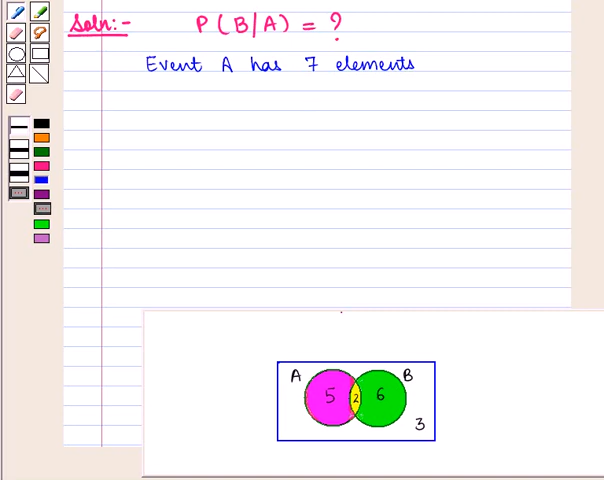 Soln:- P(B/A) = ?
Event A has 7 elements
A B
5 2 6
3